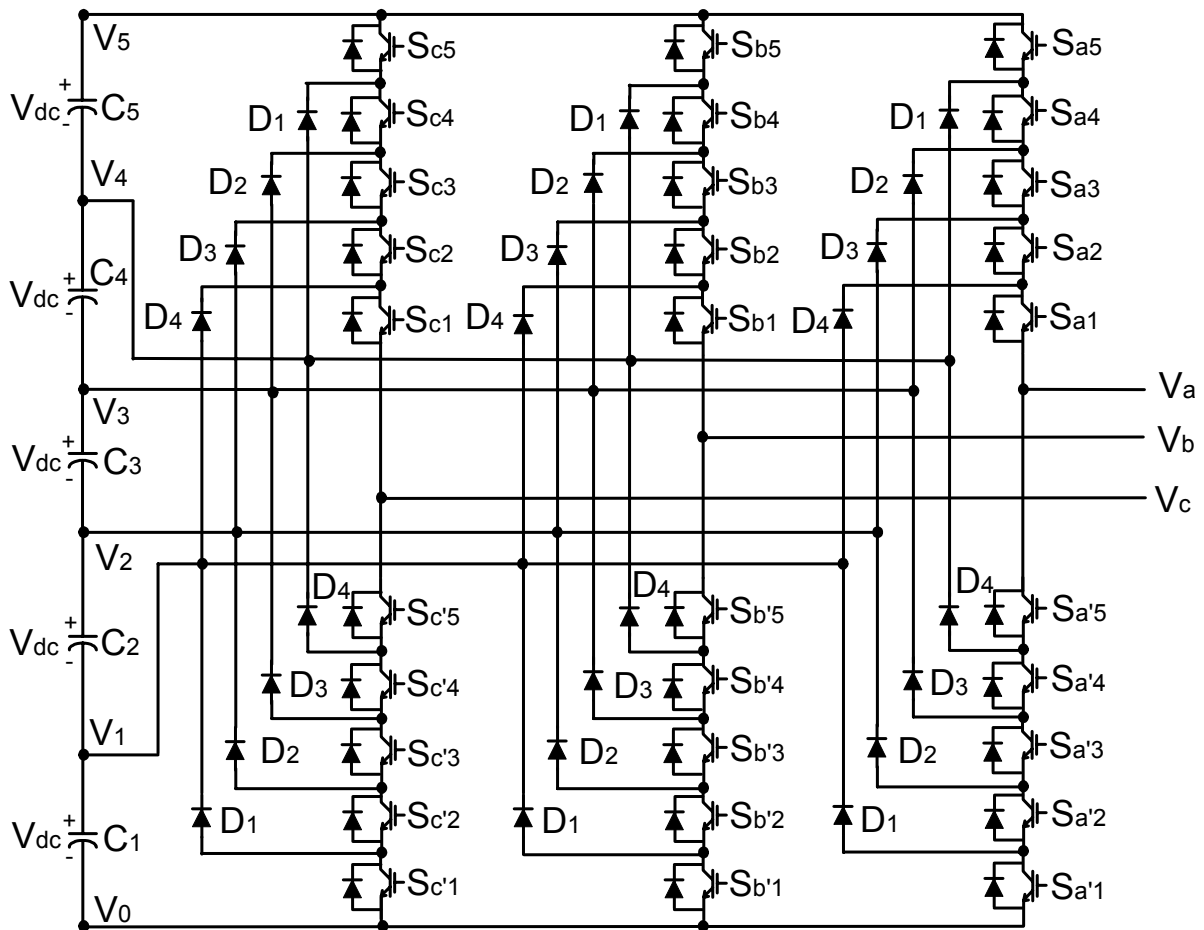 V5
+
Vdc
-
C5
V4
+
Vdc
-
C4
V3
+
Vdc
-
C3
V2
+
Vdc
-
C2
V1
+
Vdc
-
C1
V0
Sc5
D1
Sc4
D2
Sc3
D3
Sc2
D4
Sc1
D4
Sc'5
D3
Sc'4
D2
Sc'3
D1
Sc'2
Sc'1
Sb5
D1
Sb4
D2
Sb3
D3
Sb2
D4
Sb1
D4
Sb'5
D3
Sb'4
D2
Sb'3
D1
Sb'2
Sb'1
Sa5
D1
Sa4
D2
Sa3
D3
Sa2
D4
Sa1
D4
Sa'5
D3
Sa'4
D2
Sa'3
D1
Sa'2
Sa'1
Va
Vb
Vc